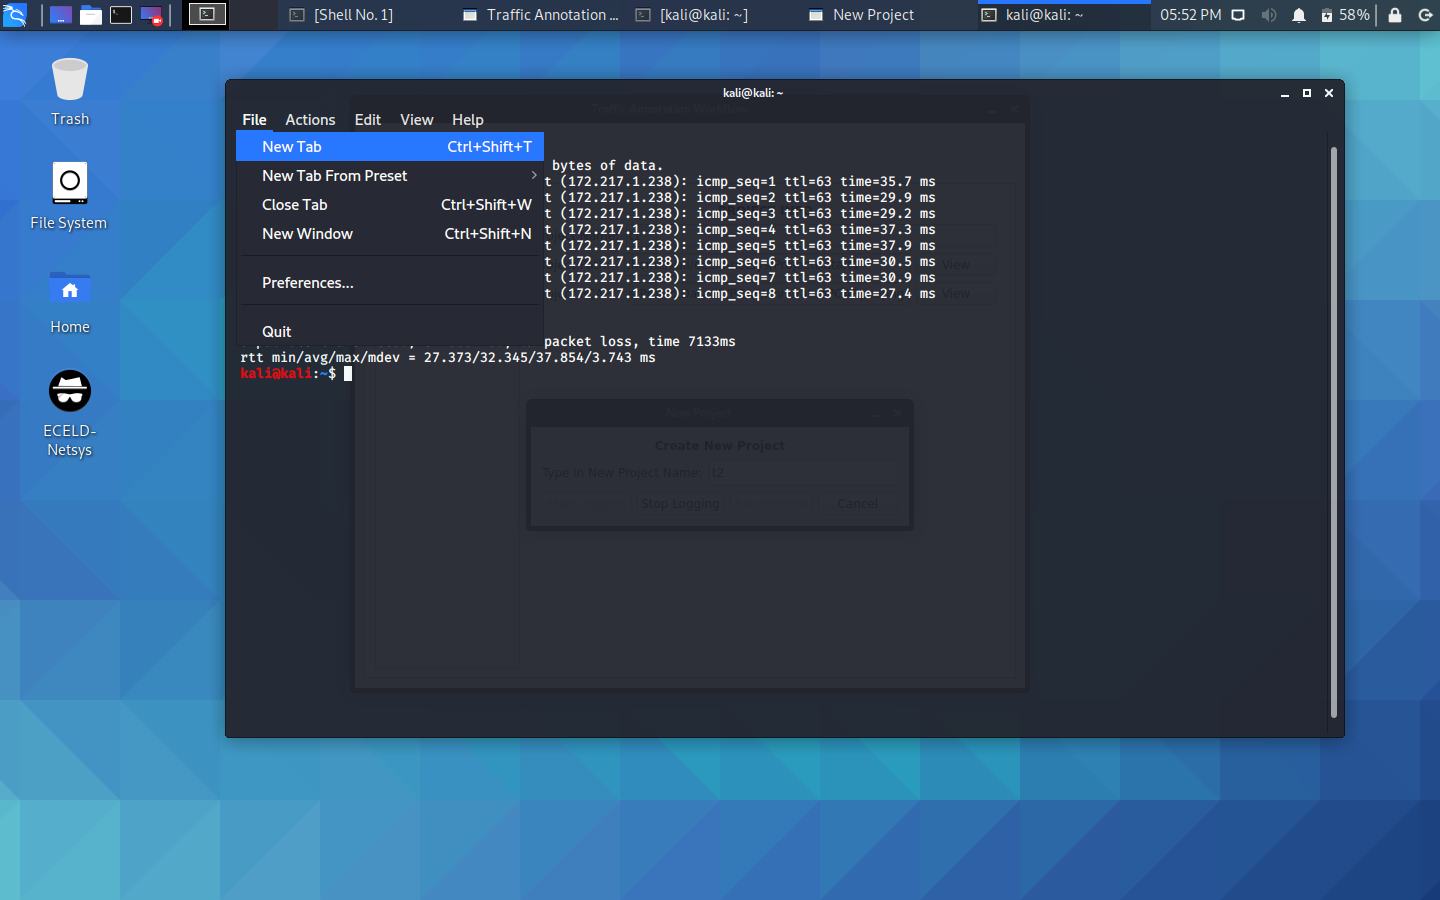 [Shell No. 1]
Traffic Annotation ...
[kali@kali: ~]
New Project
kali@kali: ~
05:52 PM
58%
Trash
File System
Home
ECELD-
Netsys
kali@kali: ~
File Actions Edit View Help
New Tab Ctrl+Shift+T
New Tab From Preset
Close Tab Ctrl+Shift+W
New Window Ctrl+Shift+N
Preferences...
Quit
bytes of data.
t (172.217.1.238): icmp_seq=1 ttl=63 time=35.7 ms
t (172.217.1.238): icmp_seq=2 ttl=63 time=29.9 ms
t (172.217.1.238): icmp_seq=3 ttl=63 time=29.2 ms
t (172.217.1.238): icmp_seq=4 ttl=63 time=37.3 ms
t (172.217.1.238): icmp_seq=5 ttl=63 time=37.9 ms
t (172.217.1.238): icmp_seq=6 ttl=63 time=30.5 ms
t (172.217.1.238): icmp_seq=7 ttl=63 time=30.9 ms
t (172.217.1.238): icmp_seq=8 ttl=63 time=27.4 ms
packet loss, time 7133ms
rtt min/avg/max/mdev = 27.373/32.345/37.854/3.743 ms
kali@kali:~$
Traffic Annotation Workflow
View
View
New Project
Create New Project
Type in New Project Name: t2
Stop Logging
Cancel